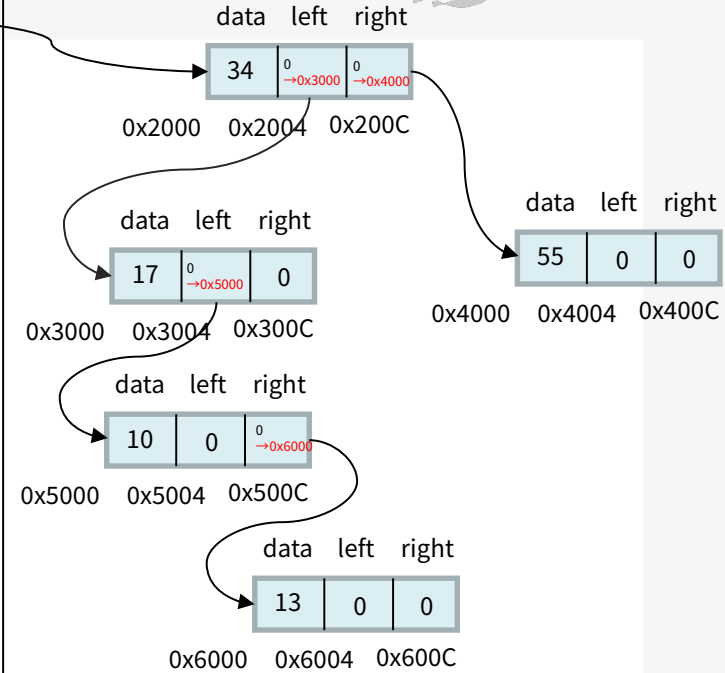 data left right
34 0 →0x3000 0 →0x4000
0x2000 0x2004 0x200C
data left right
55 0 0
0x4000 0x4004 0x400C
data left right
17 0 →0x5000 0
0x3000 0x3004 0x300C
data left right
10 0 0 →0x6000
0x5000 0x5004 0x500C
data left right
13 0 0
0x6000 0x6004 0x600C